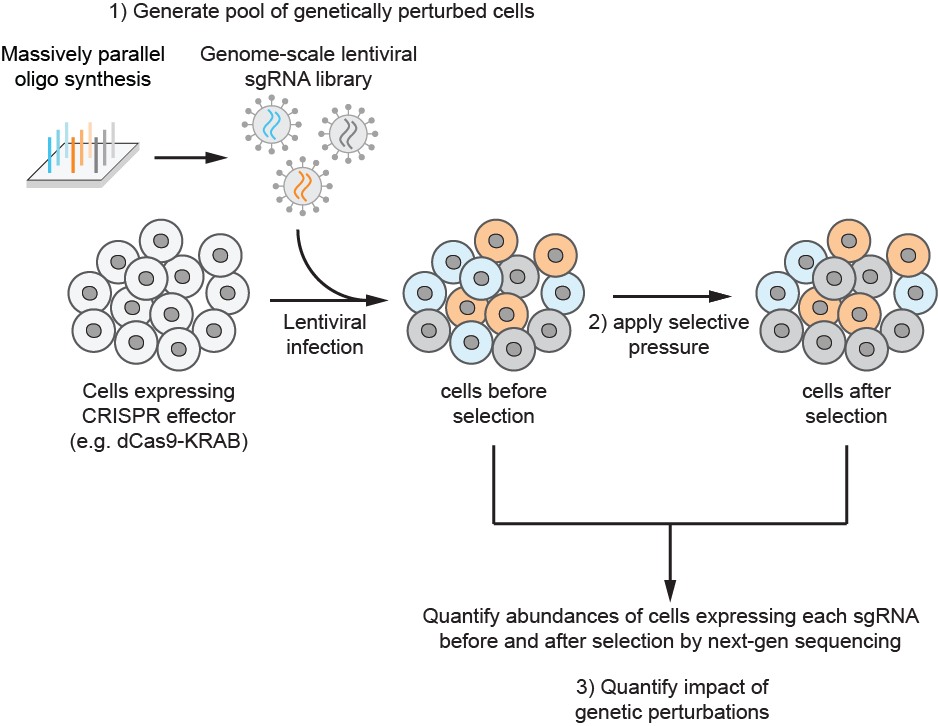 1) Generate pool of genetically perturbed cells
Massively parallel
oligo synthesis
Genome-scale lentiviral
sgRNA library
Lentiviral
infection
2) apply selective
pressure
Cells expressing
CRISPR effector
(e.g. dCas9-KRAB)
cells before
selection
cells after
selection
Quantify abundances of cells expressing each sgRNA
before and after selection by next-gen sequencing
3) Quantify impact of
genetic perturbations